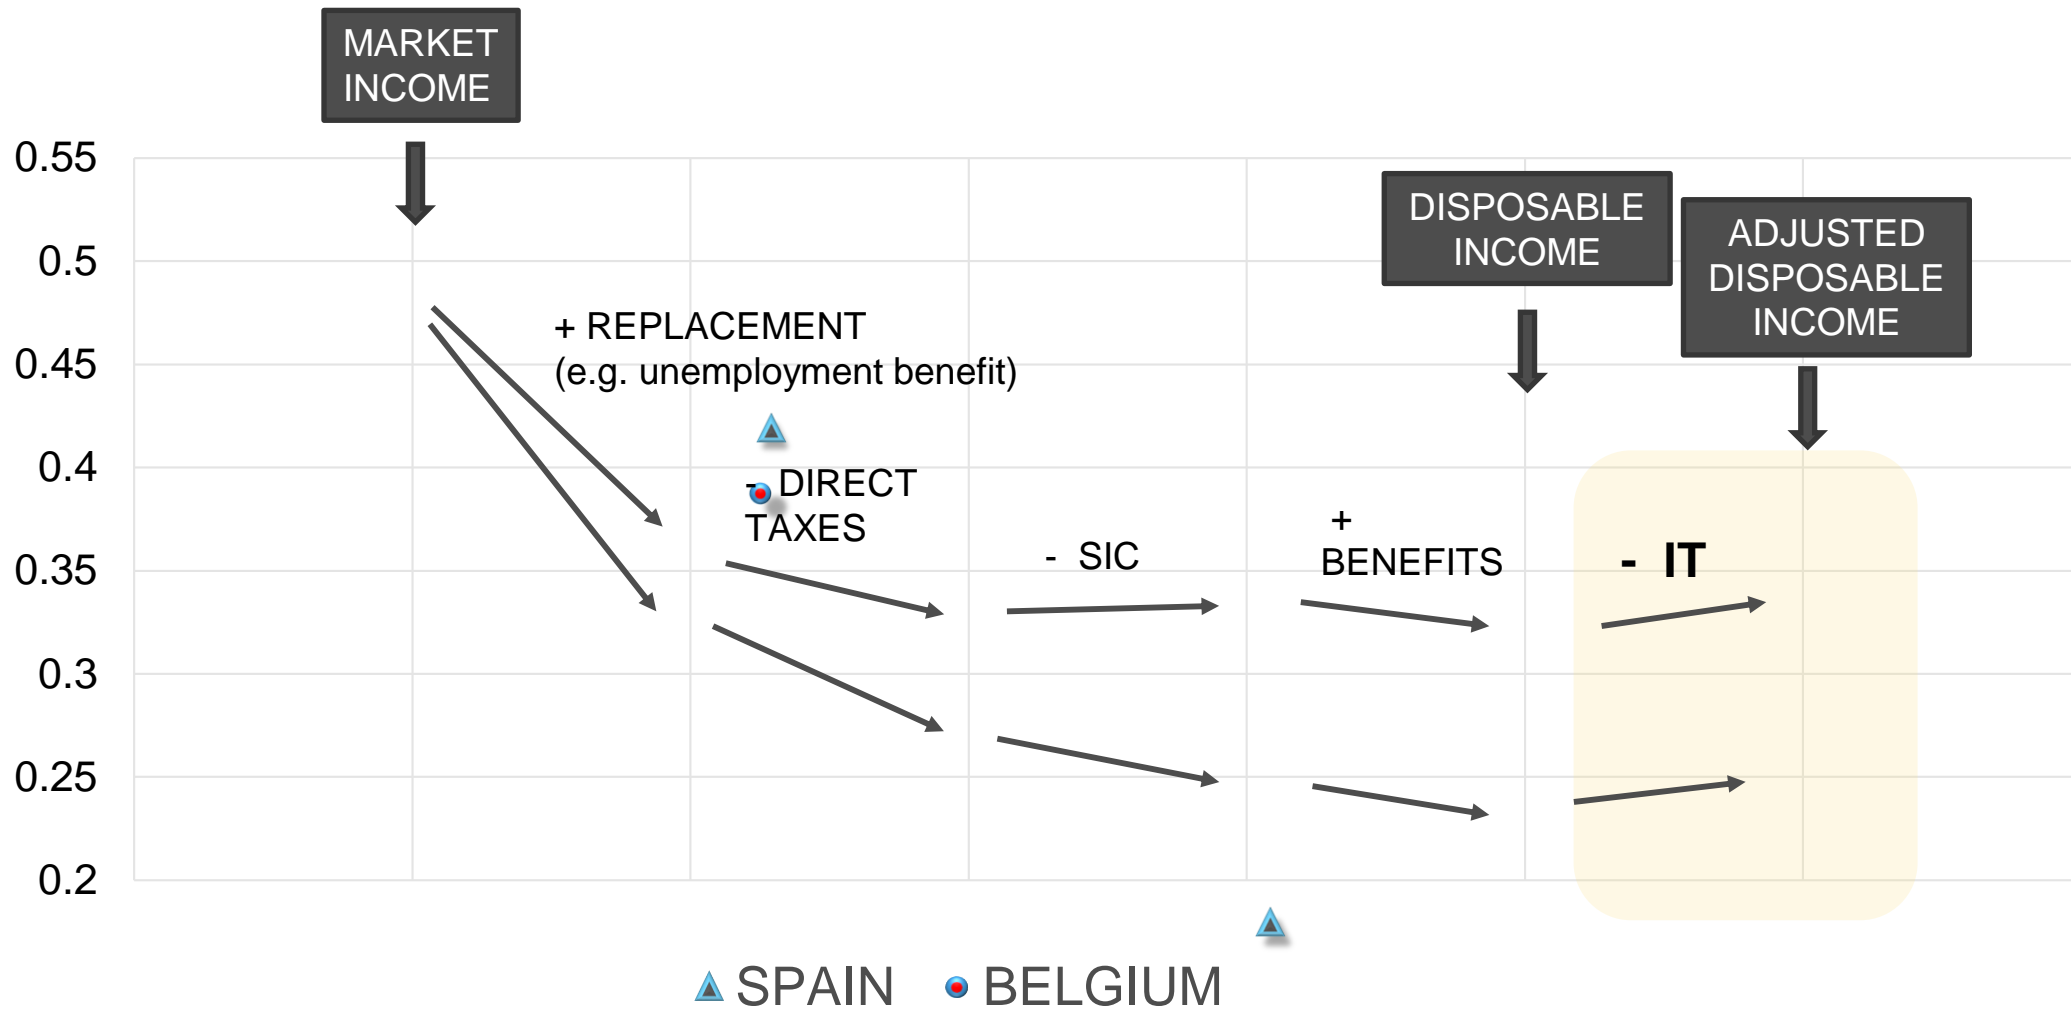 MARKET
INCOME
0.55
0.5
0.45
0.4
0.35
0.3
0.25
0.2
+ REPLACEMENT
(e.g. unemployment benefit)
- DIRECT
TAXES
- SIC
+
BENEFITS
DISPOSABLE
INCOME
ADJUSTED
DISPOSABLE
INCOME
- IT
SPAIN
BELGIUM